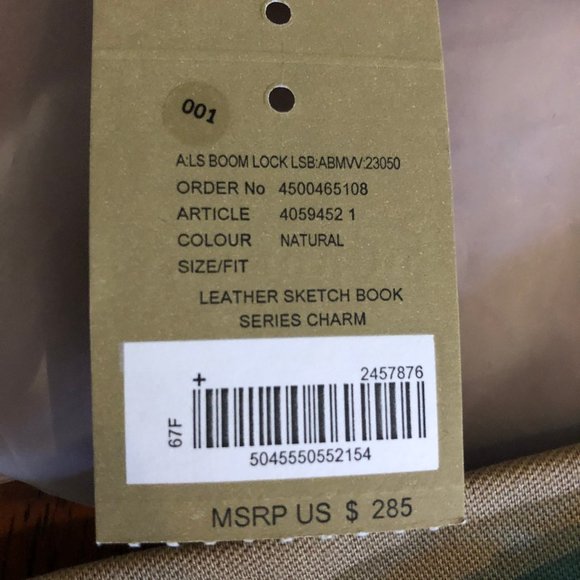 001
A:LS BOOM LOCK LSB:ABMVV:23050
ORDER No 4500465108
ARTICLE 4059452 1
COLOUR NATURAL
SIZE/FIT
LEATHER SKETCH BOOK
SERIES CHARM
+ 2457876
67F
5045550552154
MSRP US $ 285